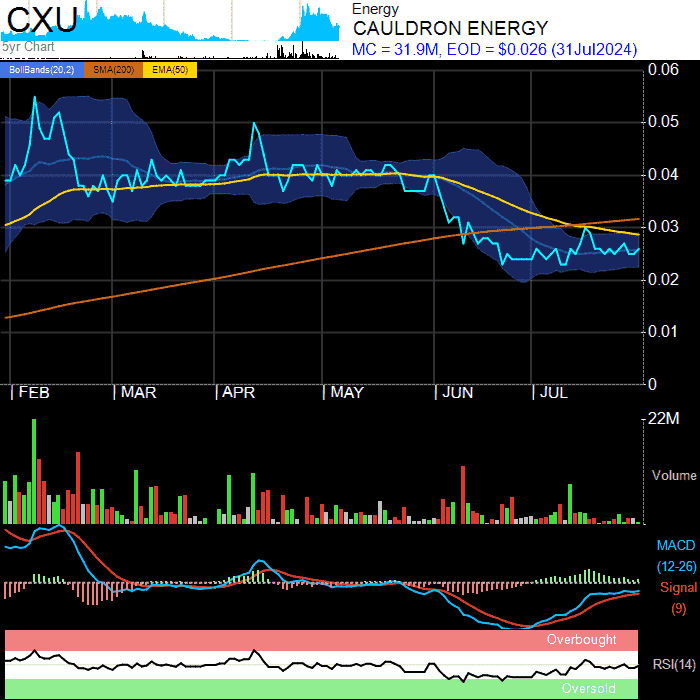 CXU
5yr Chart
Energy
CAULDRON ENERGY
MC = 31.9M, EOD = $0.026 (31Jul2024)
BollBands(20,2) SMA(200) EMA(50)
0.06
0.05
0.04
0.03
0.02
0.01
0
FEB MAR APR MAY JUN JUL
22M
Volume
MACD
(12-26)
Signal
(9)
Overbought
RSI(14)
Oversold